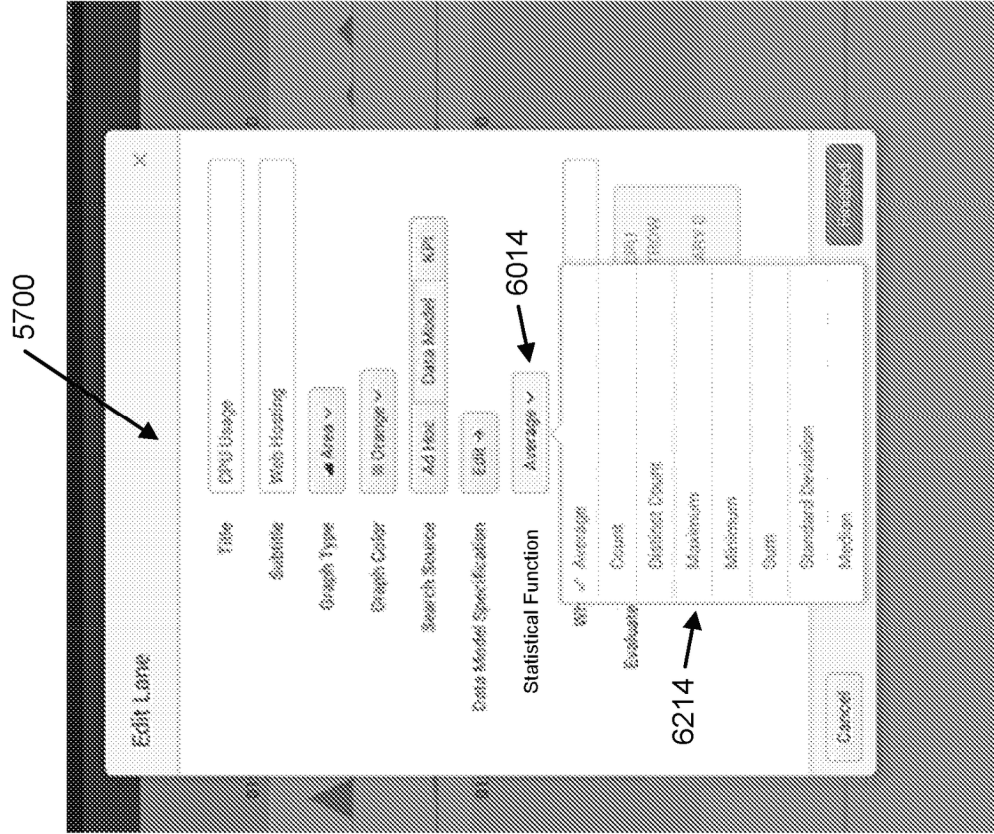 5700
Edit Lane ×
Title CPU Usage
Subtitle Web Hosting
Graph Type Area
Graph Color Orange
Search Source Ad Hoc Data Model KPI
Data Model Specification Edit →
Statistical Function Average
6014
Wh
✓ Average
Count
Distinct Count
Evaluate
Maximum
6214
Minimum
Sum
Standard Deviation
Median
Cancel